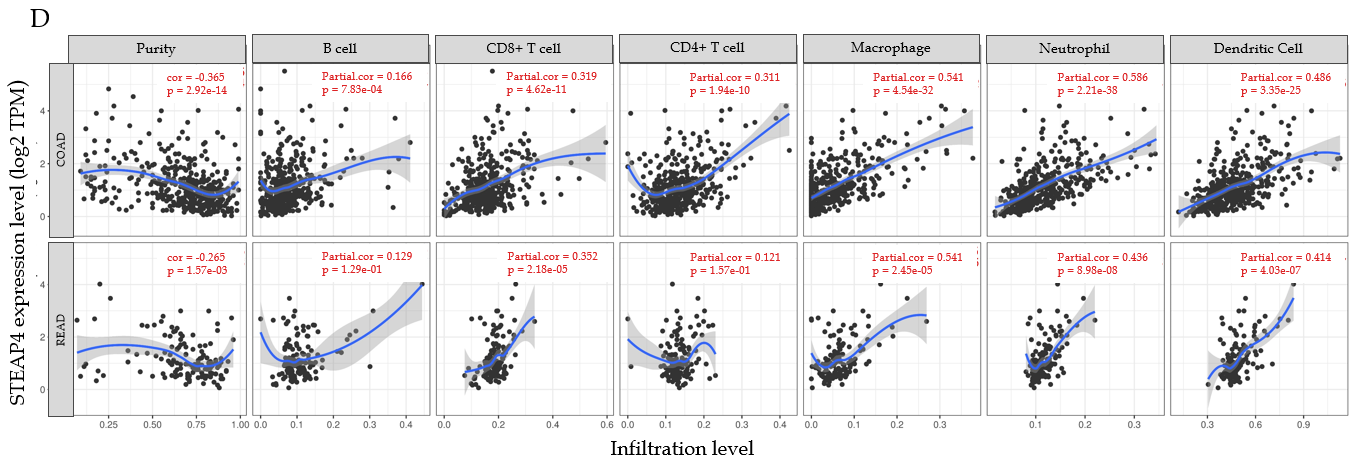 D
Purity B cell CD8+ T cell CD4+ T cell Macrophage Neutrophil Dendritic Cell
STEAP4 expression level (log2 TPM)
COAD
cor = -0.365 Partial.cor = 0.166 Partial.cor = 0.319 Partial.cor = 0.311 Partial.cor = 0.541 Partial.cor = 0.586 Partial.cor = 0.486
p = 2.92e-14 p = 7.83e-04 p = 4.62e-11 p = 1.94e-10 p = 4.54e-32 p = 2.21e-38 p = 3.35e-25
4
2
0
READ
cor = -0.265 Partial.cor = 0.129 Partial.cor = 0.352 Partial.cor = 0.121 Partial.cor = 0.541 Partial.cor = 0.436 Partial.cor = 0.414
p = 1.57e-03 p = 1.29e-01 p = 2.18e-05 p = 1.57e-01 p = 2.45e-05 p = 8.98e-08 p = 4.03e-07
4
2
0
0.25 0.50 0.75 1.00 0.0 0.1 0.2 0.3 0.4 0.0 0.2 0.4 0.6 0.0 0.1 0.2 0.3 0.4 0.0 0.1 0.2 0.3 0.1 0.2 0.3 0.3 0.6 0.9
Infiltration level